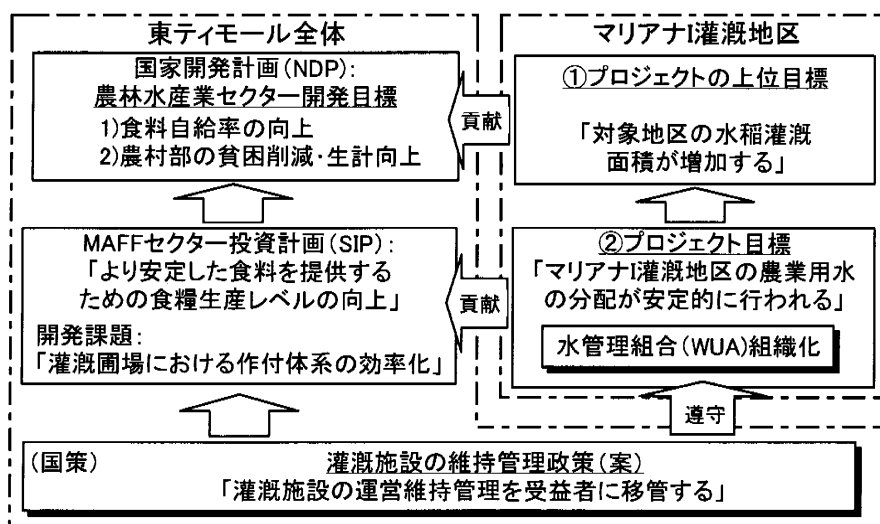 東ティモール全体
国家開発計画(NDP):
農林水産業セクター開発目標
1)食料自給率の向上
2)農村部の貧困削減・生計向上
MAFFセクター投資計画(SIP):
「より安定した食料を提供する
ための食糧生産レベルの向上」
開発課題:
「灌漑圃場における作付体系の効率化」
貢献
貢献
マリアナI灌漑地区
①プロジェクトの上位目標
「対象地区の水稲灌漑
面積が増加する」
②プロジェクト目標
「マリアナI灌漑地区の農業用水
の分配が安定的に行われる」
水管理組合(WUA)組織化
遵守
(国策) 灌漑施設の維持管理政策(案)
「灌漑施設の運営維持管理を受益者に移管する」